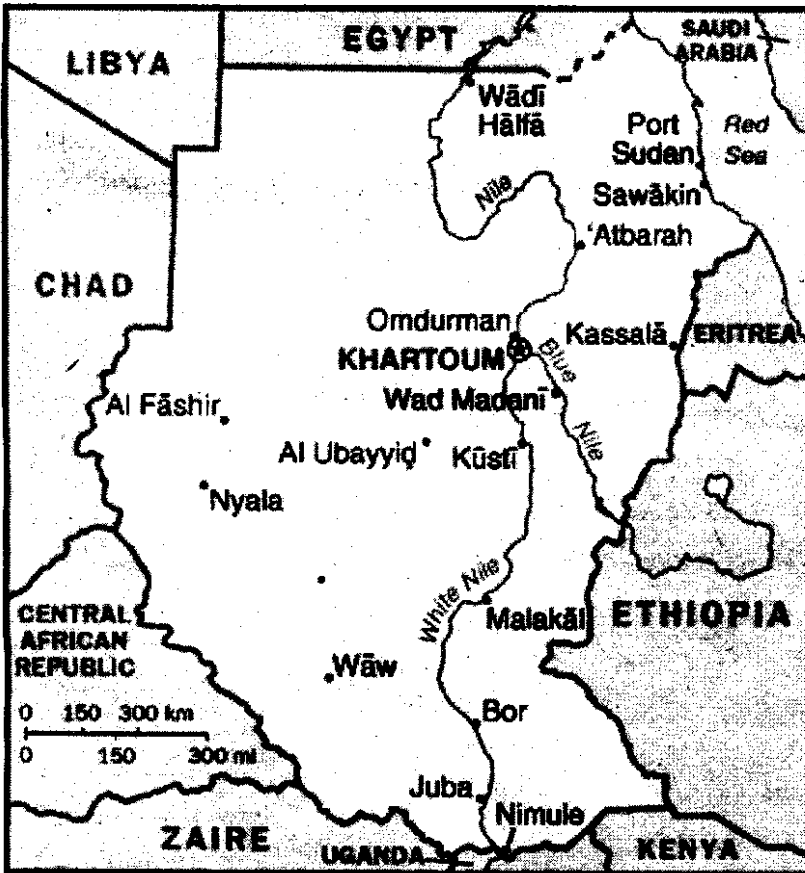 EGYPT
SAUDI
ARABIA
LIBYA
Wādī
Hālfā
Port
Sudan
Red
Sea
Nile
Sawākin
'Atbarah
CHAD
Omdurman
Kassalā
ERITREA
KHARTOUM
Blue
Nile
Wad Madanī
Al Fāshir
Al Ubayyiḍ
Kūstī
Nyala
White Nile
Malakāl
ETHIOPIA
CENTRAL
AFRICAN
REPUBLIC
Wāw
0 150 300 km
0 150 300 mi
Bor
Juba
Nimule
ZAIRE
UGANDA
KENYA